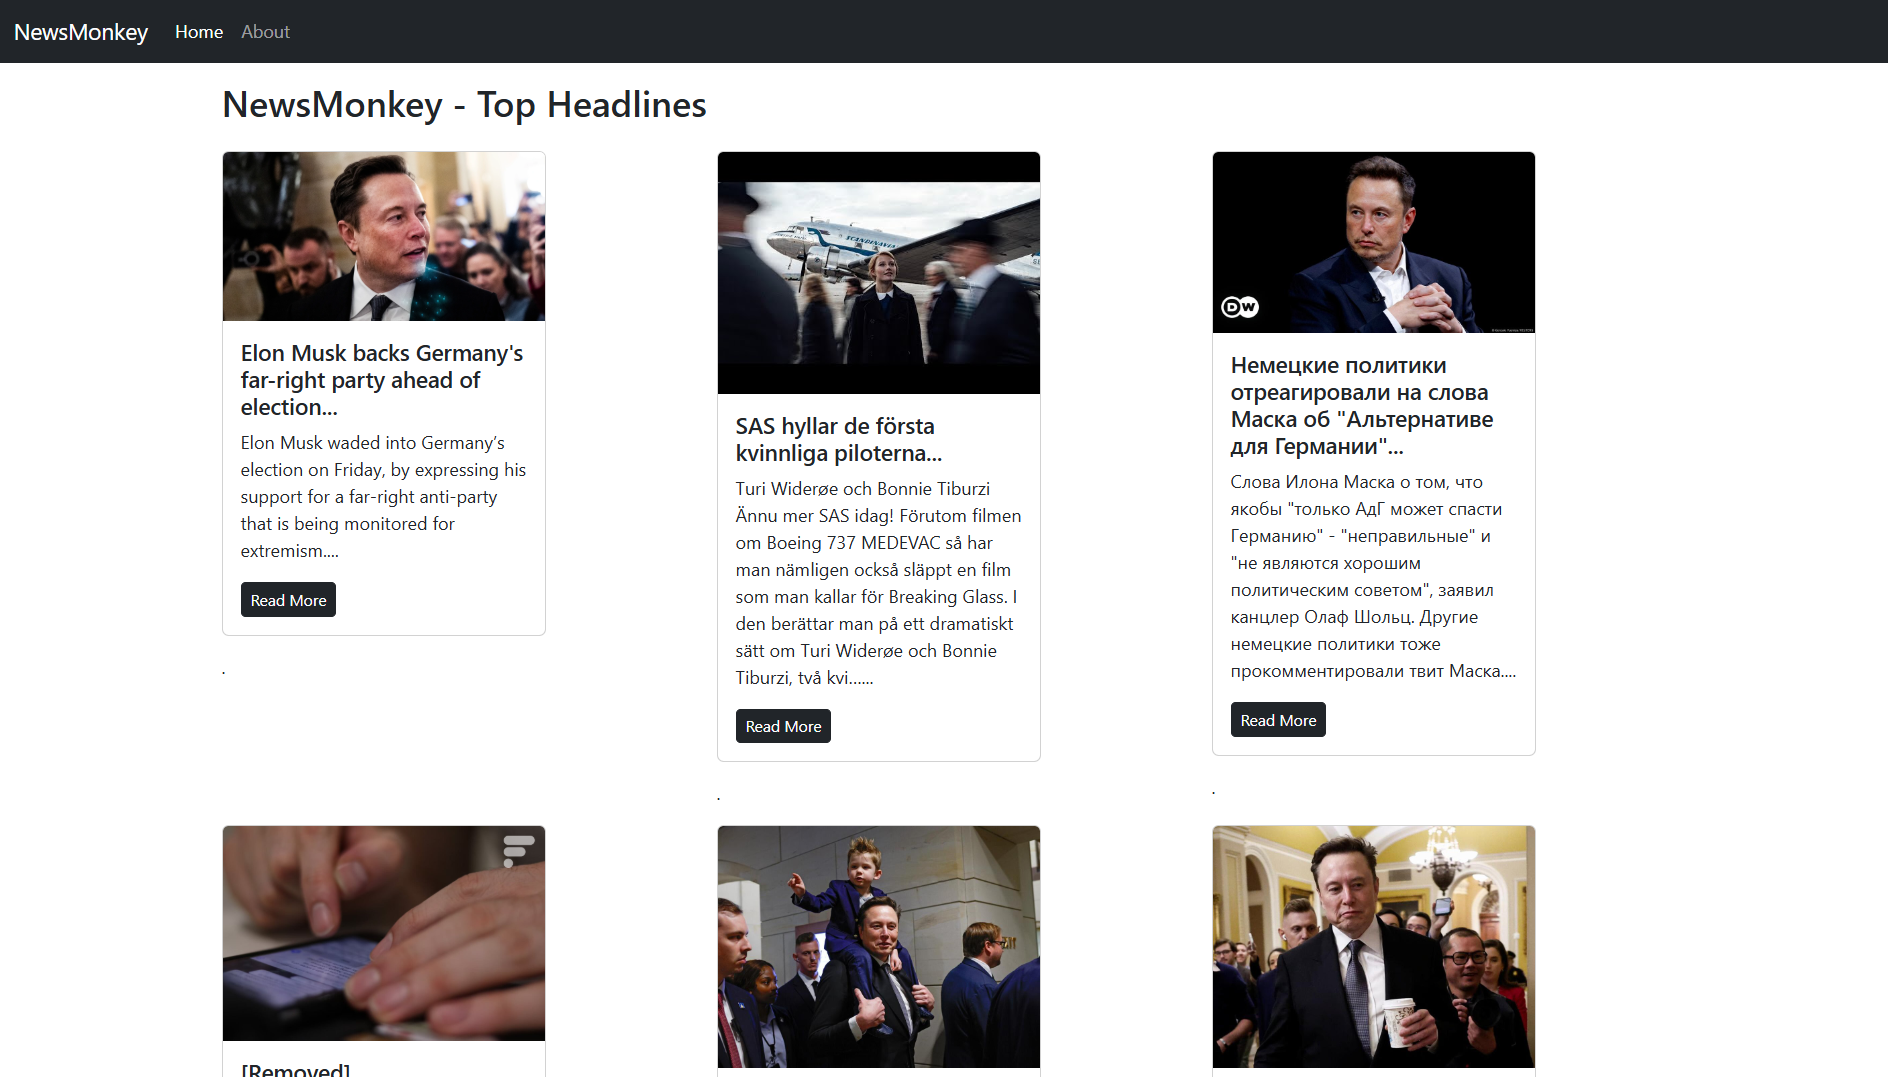 NewsMonkey Home About
NewsMonkey - Top Headlines
SCANDINAVIAN
DW
Elon Musk backs Germany's
far-right party ahead of
election...
Elon Musk waded into Germany’s
election on Friday, by expressing his
support for a far-right anti-party
that is being monitored for
extremism....
Read More
.
SAS hyllar de första
kvinnliga piloterna...
Turi Widerøe och Bonnie Tiburzi
Ännu mer SAS idag! Förutom filmen
om Boeing 737 MEDEVAC så har
man nämligen också släppt en film
som man kallar för Breaking Glass. I
den berättar man på ett dramatiskt
sätt om Turi Widerøe och Bonnie
Tiburzi, två kvi......
Read More
.
Немецкие политики
отреагировали на слова
Маска об "Альтернативе
для Германии"...
Слова Илона Маска о том, что
якобы "только АдГ может спасти
Германию" - "неправильные" и
"не являются хорошим
политическим советом", заявил
канцлер Олаф Шольц. Другие
немецкие политики тоже
прокомментировали твит Маска....
Read More
.
[Removed]